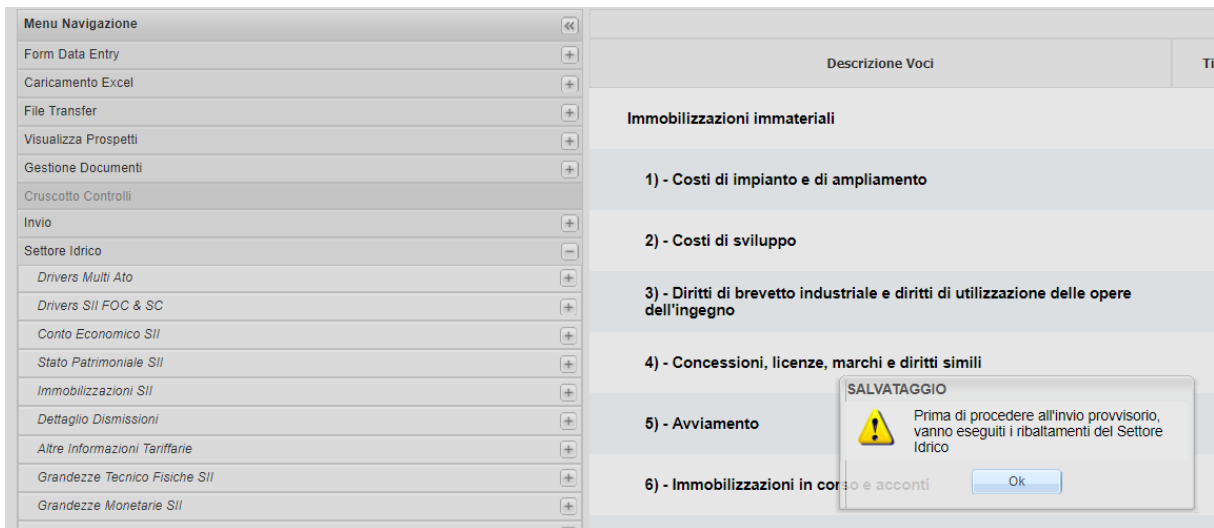 Menu Navigazione
Form Data Entry
Caricamento Excel
File Transfer
Visualizza Prospetti
Gestione Documenti
Cruscotto Controlli
Invio
Settore Idrico
Drivers Multi Ato
Drivers SII FOC & SC
Conto Economico SII
Stato Patrimoniale SII
Immobilizzazioni SII
Dettaglio Dismissioni
Altre Informazioni Tariffarie
Grandezze Tecnico Fisiche SII
Grandezze Monetarie SII
Descrizione Voci
Ti
Immobilizzazioni immateriali
1) - Costi di impianto e di ampliamento
2) - Costi di sviluppo
3) - Diritti di brevetto industriale e diritti di utilizzazione delle opere
dell'ingegno
4) - Concessioni, licenze, marchi e diritti simili
5) - Avviamento
6) - Immobilizzazioni in corso e acconti
SALVATAGGIO
Prima di procedere all'invio provvisorio,
vanno eseguiti i ribaltamenti del Settore
Idrico
Ok